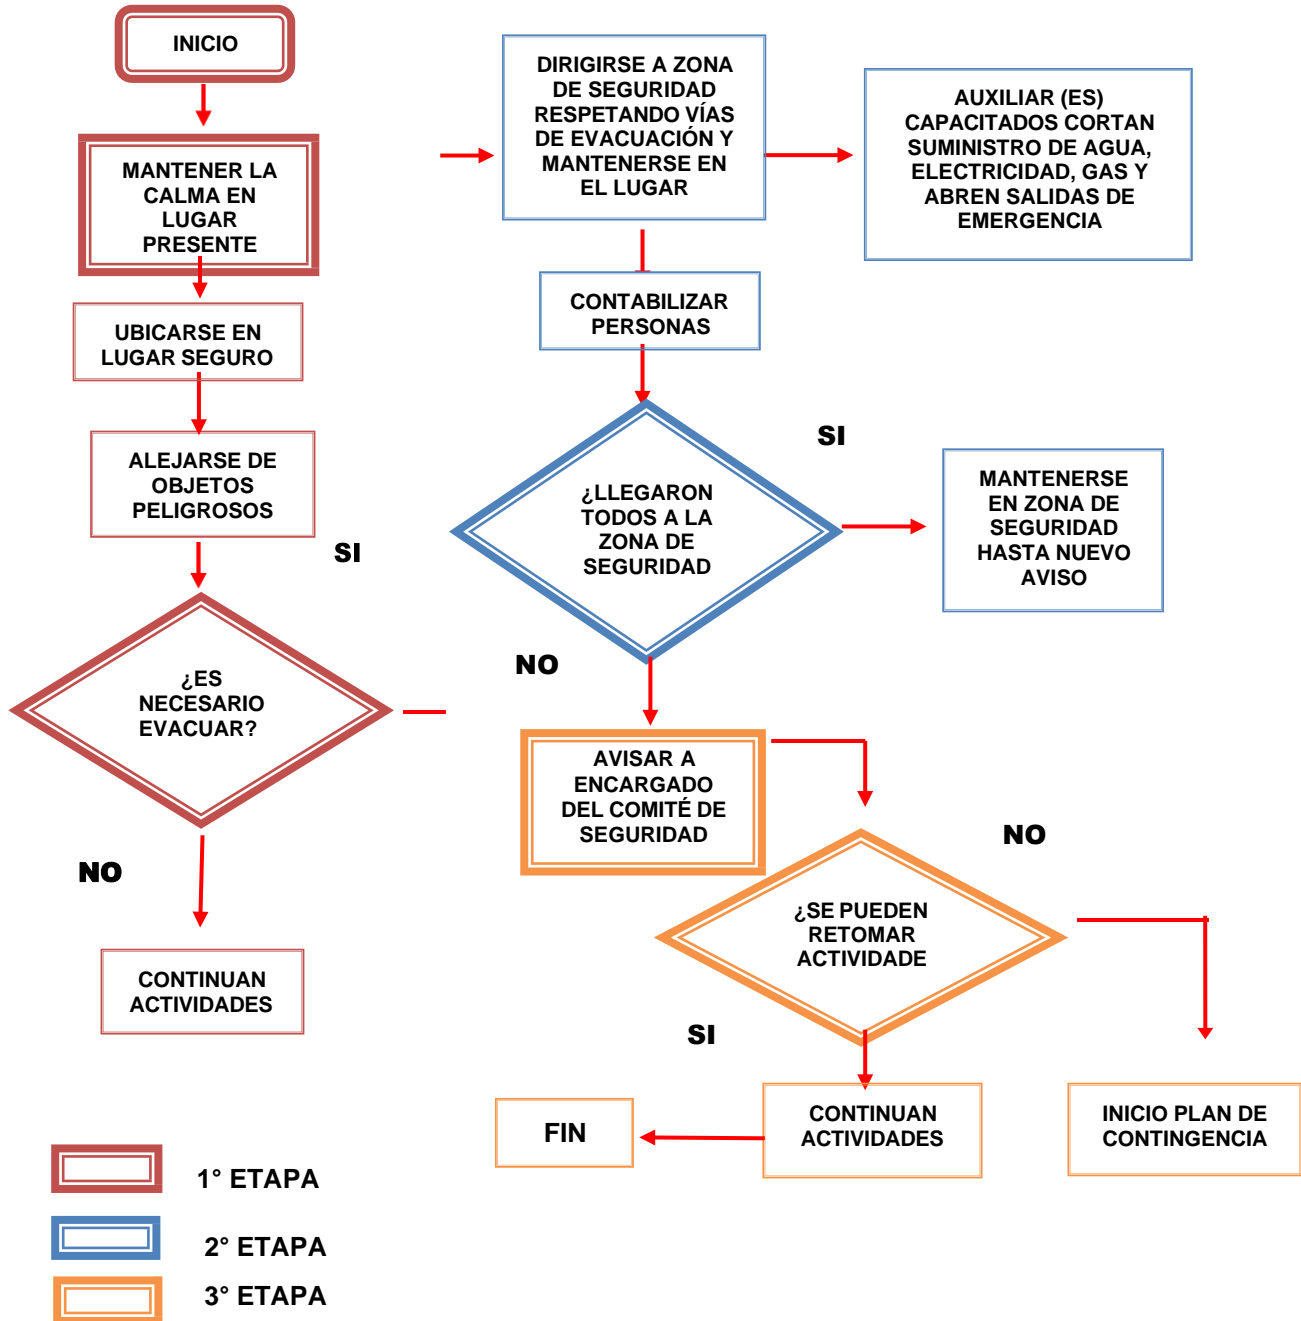 INICIO
MANTENER LA
CALMA EN
LUGAR
PRESENTE
UBICARSE EN
LUGAR SEGURO
ALEJARSE DE
OBJETOS
PELIGROSOS
SI
¿ES
NECESARIO
EVACUAR?
NO
CONTINUAN
ACTIVIDADES
DIRIGIRSE A ZONA
DE SEGURIDAD
RESPETANDO VÍAS
DE EVACUACIÓN Y
MANTENERSE EN
EL LUGAR
AUXILIAR (ES)
CAPACITADOS CORTAN
SUMINISTRO DE AGUA,
ELECTRICIDAD, GAS Y
ABREN SALIDAS DE
EMERGENCIA
CONTABILIZAR
PERSONAS
¿LLEGARON
TODOS A LA
ZONA DE
SEGURIDAD
SI
MANTENERSE
EN ZONA DE
SEGURIDAD
HASTA NUEVO
AVISO
NO
AVISAR A
ENCARGADO
DEL COMITÉ DE
SEGURIDAD
¿SE PUEDEN
RETOMAR
ACTIVIDADE
NO
SI
CONTINUAN
ACTIVIDADES
FIN
INICIO PLAN DE
CONTINGENCIA
1° ETAPA
2° ETAPA
3° ETAPA